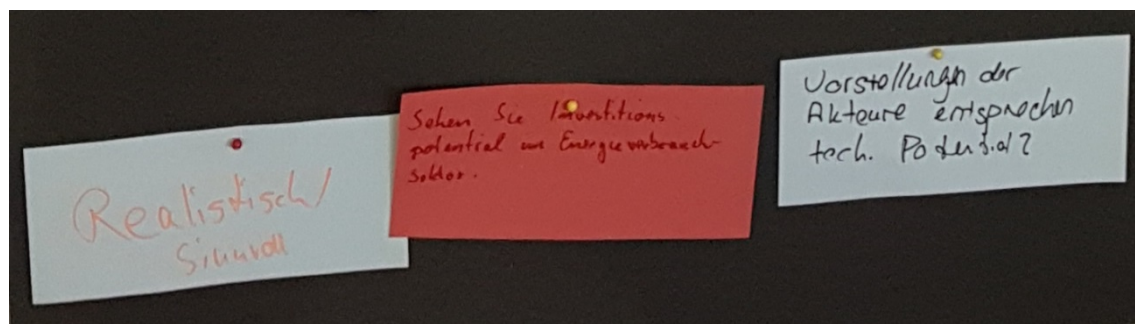 Realistisch/
Sinnvoll
Sehen Sie Investitions-
potential im Energieverbrauch-
sektor.
Vorstellungen der
Akteure entsprechen
tech. Potenzial?